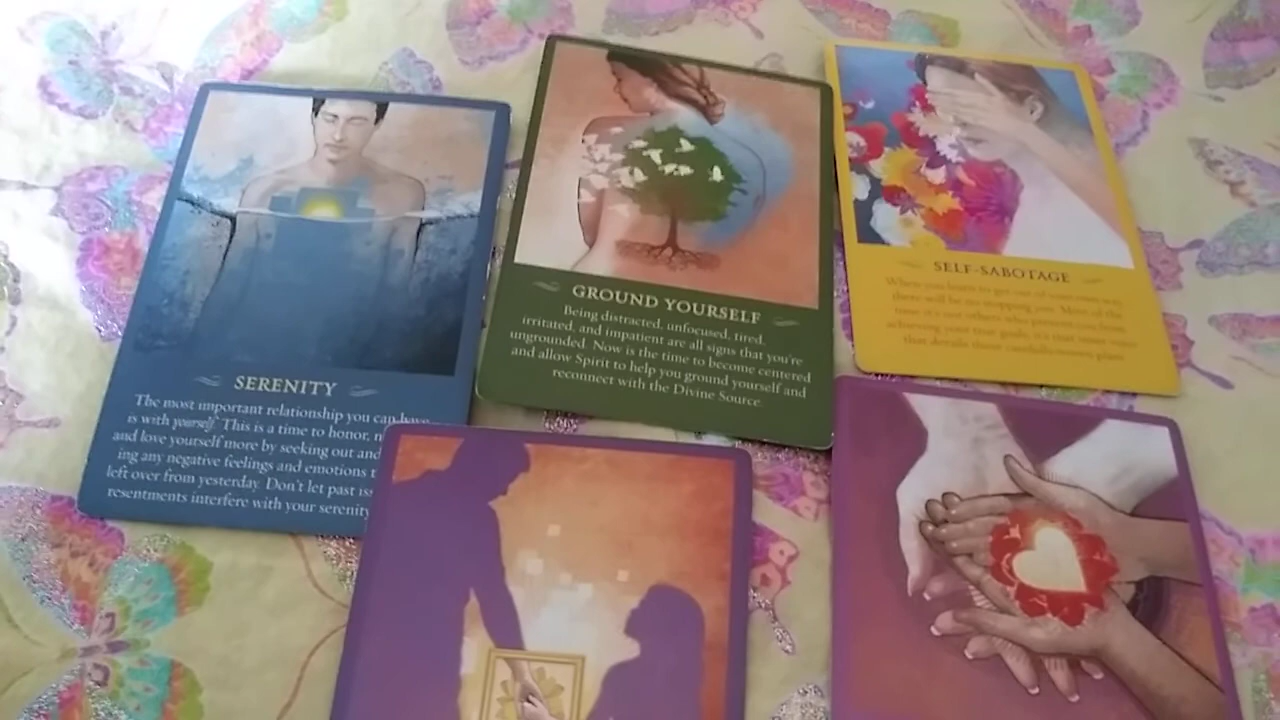 SERENITY
The most important relationship you can have
is with yourself. This is a time to honor,
and love yourself more by seeking out and
ing any negative feelings and emotions
left over from yesterday. Don't let past
resentments interfere with your serenity
GROUND YOURSELF
Being distracted, unfocused, tired,
irritated, and impatient are all signs that you're
ungrounded. Now is the time to become centered
and allow Spirit to help you ground yourself and
reconnect with the Divine Source.
SELF-SABOTAGE
When you learn to get out of your own way,
there will be no stopping you. Most of the
time it's not others who prevent you from
achieving your true goals; it's that inner voice
that derails those carefully woven plans